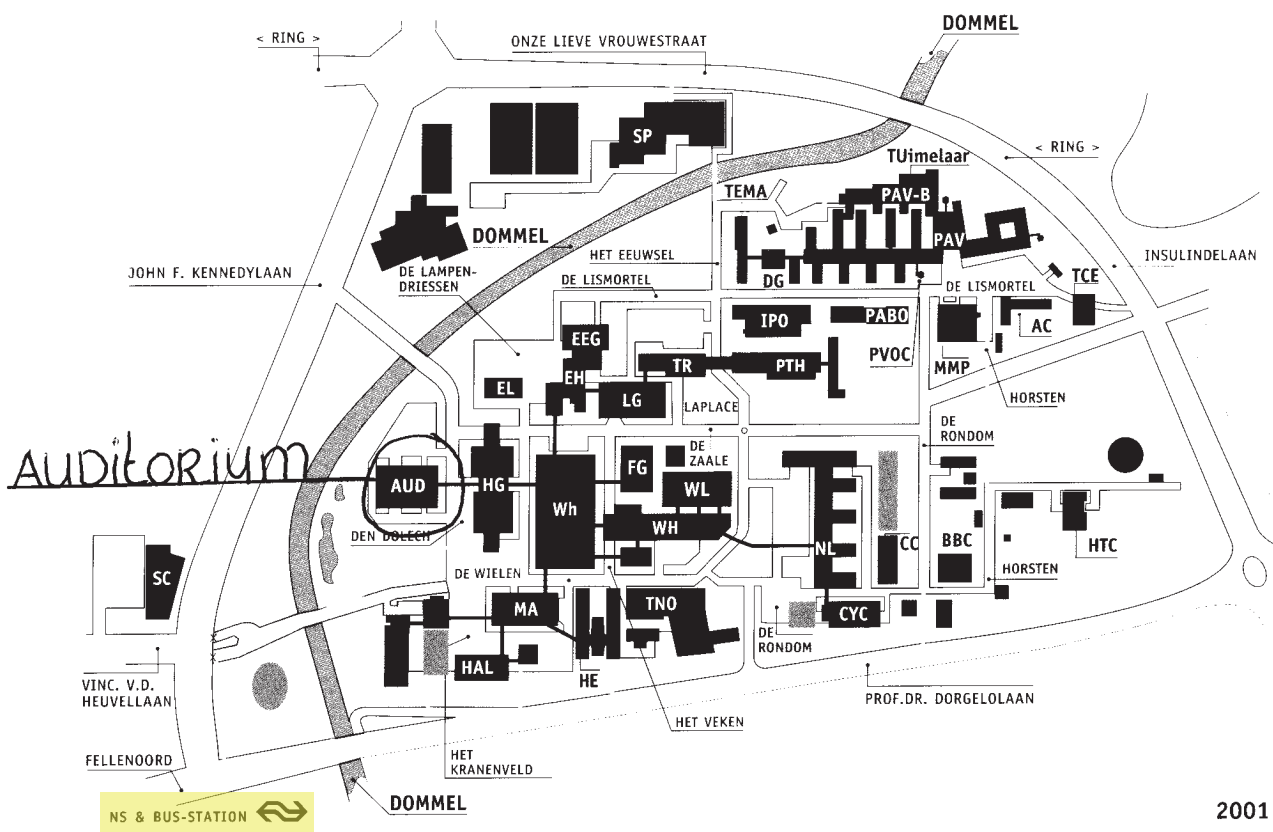 DOMMEL
< RING >
ONZE LIEVE VROUWESTRAAT
SP
< RING >
TUimelaar
TEMA
PAV-B
DOMMEL
PAV
HET EEUWSEL
INSULINDELAAN
JOHN F. KENNEDYLAAN
DE LAMPEN-
DRIESSEN
DE LISMORTEL
DG
DE LISMORTEL
TCE
IPO
PABO
AC
EEG
PVOC
MMP
TR
PTH
EH
EL
LG
LAPLACE
HORSTEN
DE
RONDOM
AUDitoRium
DE
ZAALE
FG
AUD
HG
WL
Wh
WH
DEN DOLECH
NL
CC
BBC
HTC
SC
DE WIELEN
HORSTEN
MA
TNO
CYC
DE
RONDOM
HAL
HE
VINC. V.D.
HEUVELLAAN
PROF.DR. DORGELOLAAN
HET VEKEN
FELLENOORD
HET
KRANENVELD
NS & BUS-STATION
DOMMEL
2001